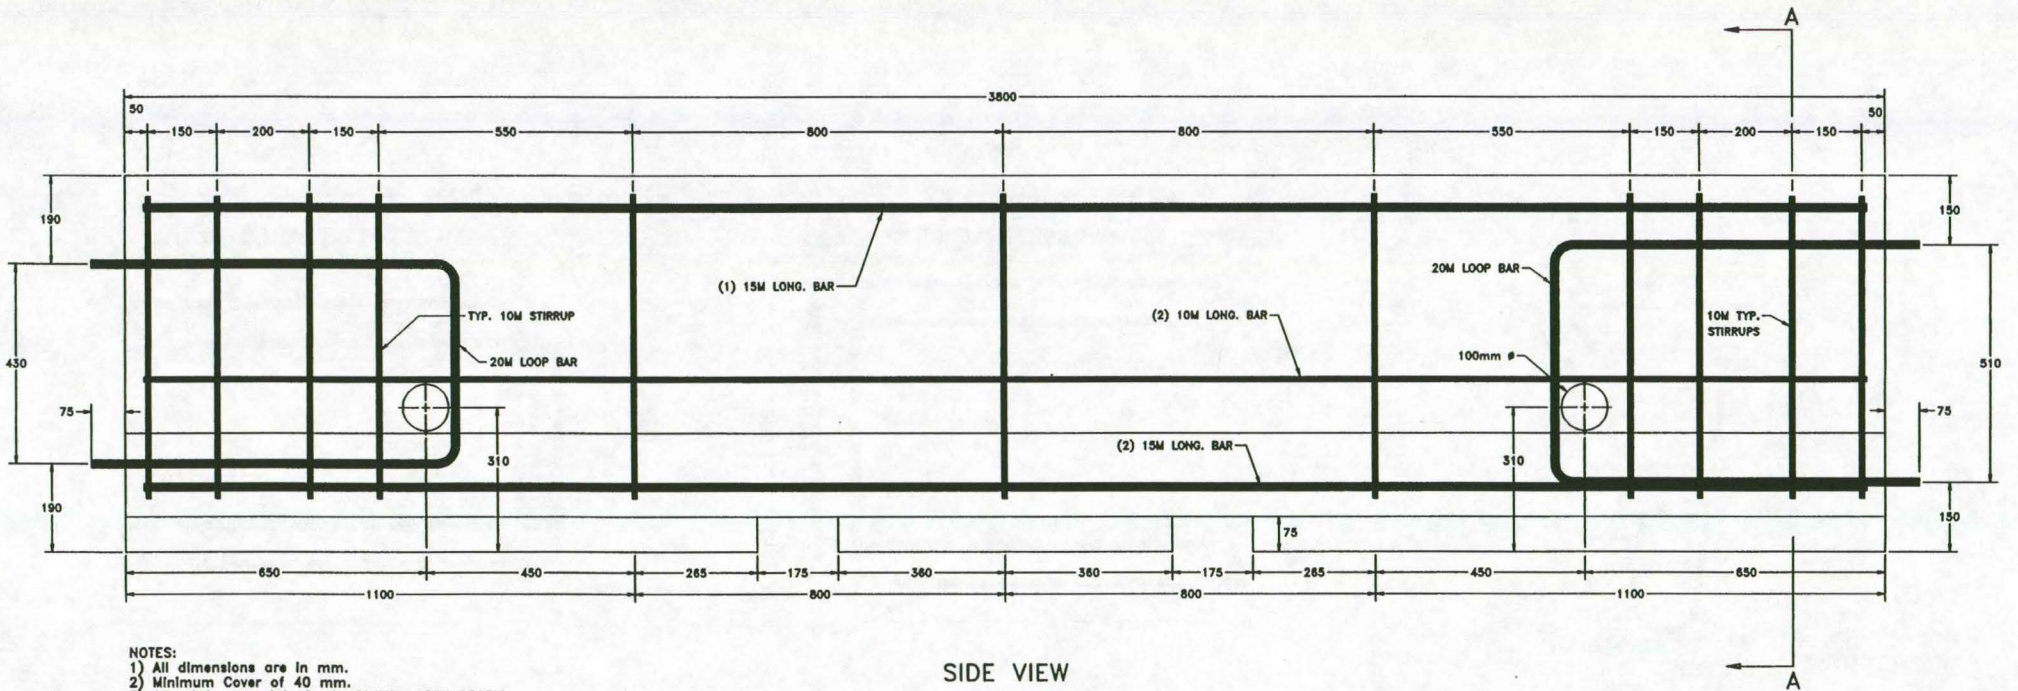 A
3800
50
50
150 200 150 550 800 800 550 150 200 150
190
150
(1) 15M LONG. BAR
20M LOOP BAR
TYP. 10M STIRRUP
(2) 10M LONG. BAR
10M TYP.
STIRRUPS
20M LOOP BAR
100mm ø
430
510
75
75
(2) 15M LONG. BAR
310
310
190
150
75
650 450 265 175 360 360 175 265 450 650
1100 800 800 1100
NOTES:
1) All dimensions are in mm.
2) Minimum Cover of 40 mm.
SIDE VIEW
A